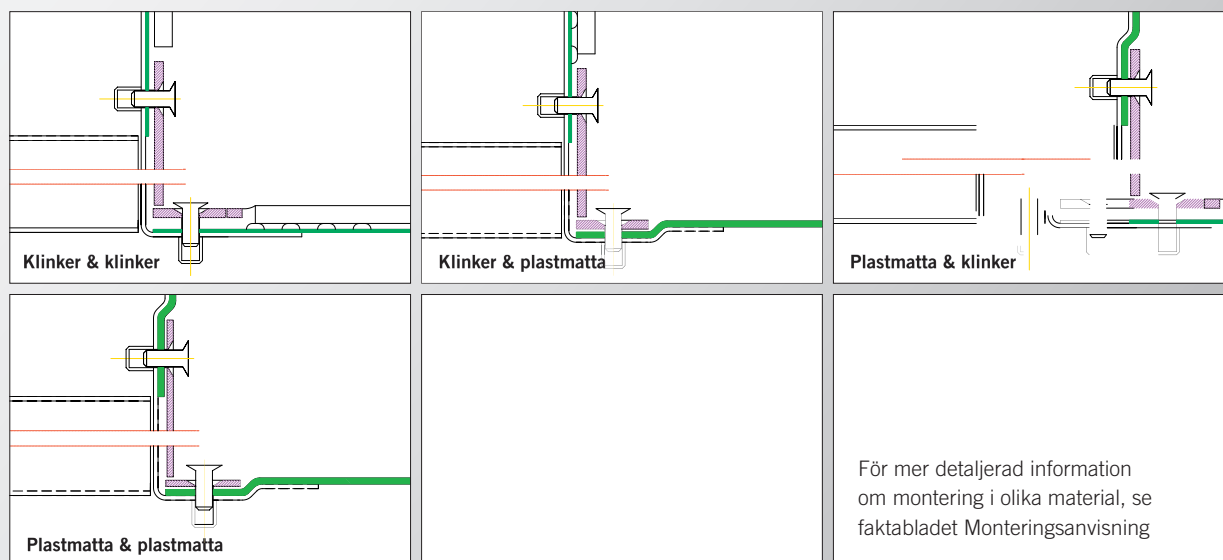 Klinker & klinker
Klinker & plastmatta
Plastmatta & klinker
Plastmatta & plastmatta
För mer detaljerad information
om montering i olika material, se
faktabladet Monteringsanvisning